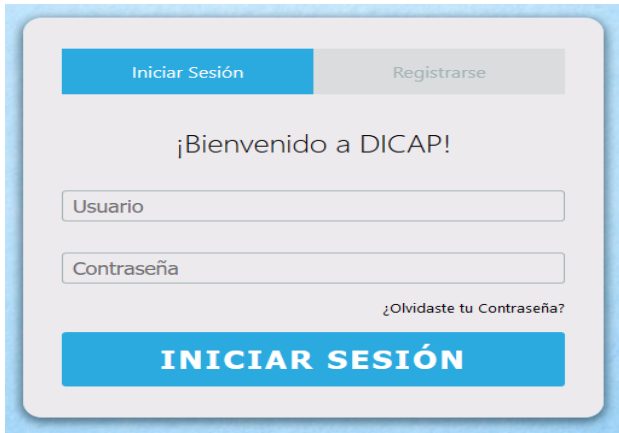 Iniciar Sesión Registrarse
¡Bienvenido a DICAP!
Usuario
Contraseña
¿Olvidaste tu Contraseña?
INICIAR SESIÓN